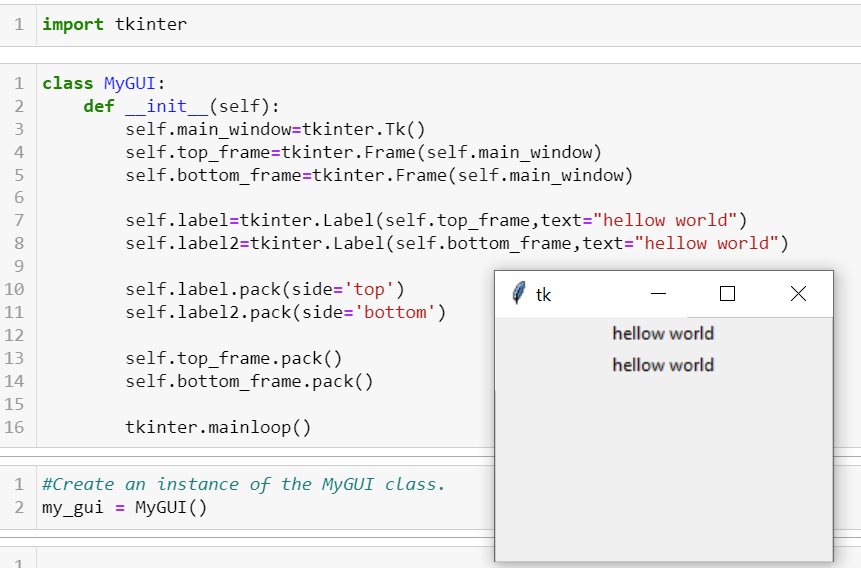 1 import tkinter
1 class MyGUI:
2     def __init__(self):
3         self.main_window=tkinter.Tk()
4         self.top_frame=tkinter.Frame(self.main_window)
5         self.bottom_frame=tkinter.Frame(self.main_window)
6
7         self.label=tkinter.Label(self.top_frame,text="hellow world")
8         self.label2=tkinter.Label(self.bottom_frame,text="hellow world")
9
10         self.label.pack(side='top')
11         self.label2.pack(side='bottom')
12
13         self.top_frame.pack()
14         self.bottom_frame.pack()
15
16         tkinter.mainloop()
tk
hellow world
hellow world
1 #Create an instance of the MyGUI class.
2 my_gui = MyGUI()
1